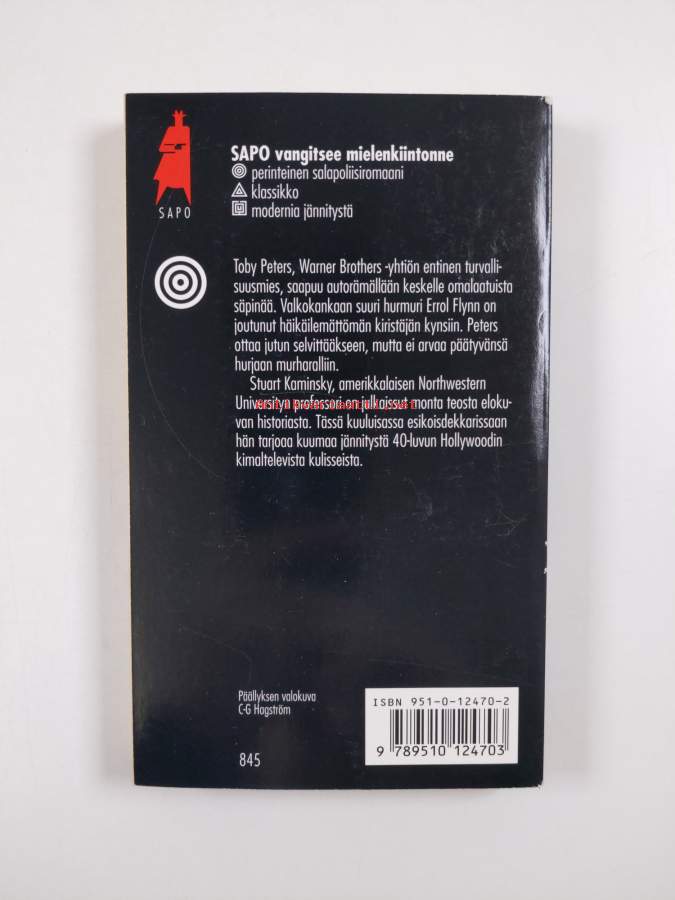 SAPO
SAPO vangitsee mielenkiintonne
perinteinen salapoliisiromaani
klassikko
modernia jännitystä
Toby Peters, Warner Brothers -yhtiön entinen turvalli-
suusmies, saapuu autorämällään keskelle omalaatuista
säpinää. Valkokankaan suuri hurmuri Errol Flynn on
joutunut häikäilemättömän kiristäjän kynsiin. Peters
ottaa jutun selvittääkseen, mutta ei arvaa päätyvänsä
hurjaan murharalliin.
Stuart Kaminsky, amerikkalaisen Northwestern
Universityn professori on julkaissut monta teosta eloku-
van historiasta. Tässä kuuluisassa esikoisdekkarissaan
hän tarjoaa kuumaa jännitystä 40-luvun Hollywoodin
kimaltelevista kulisseista.
Päällyksen valokuva
C-G Hagström
845
ISBN 951-0-12470-2
9 789510 124703